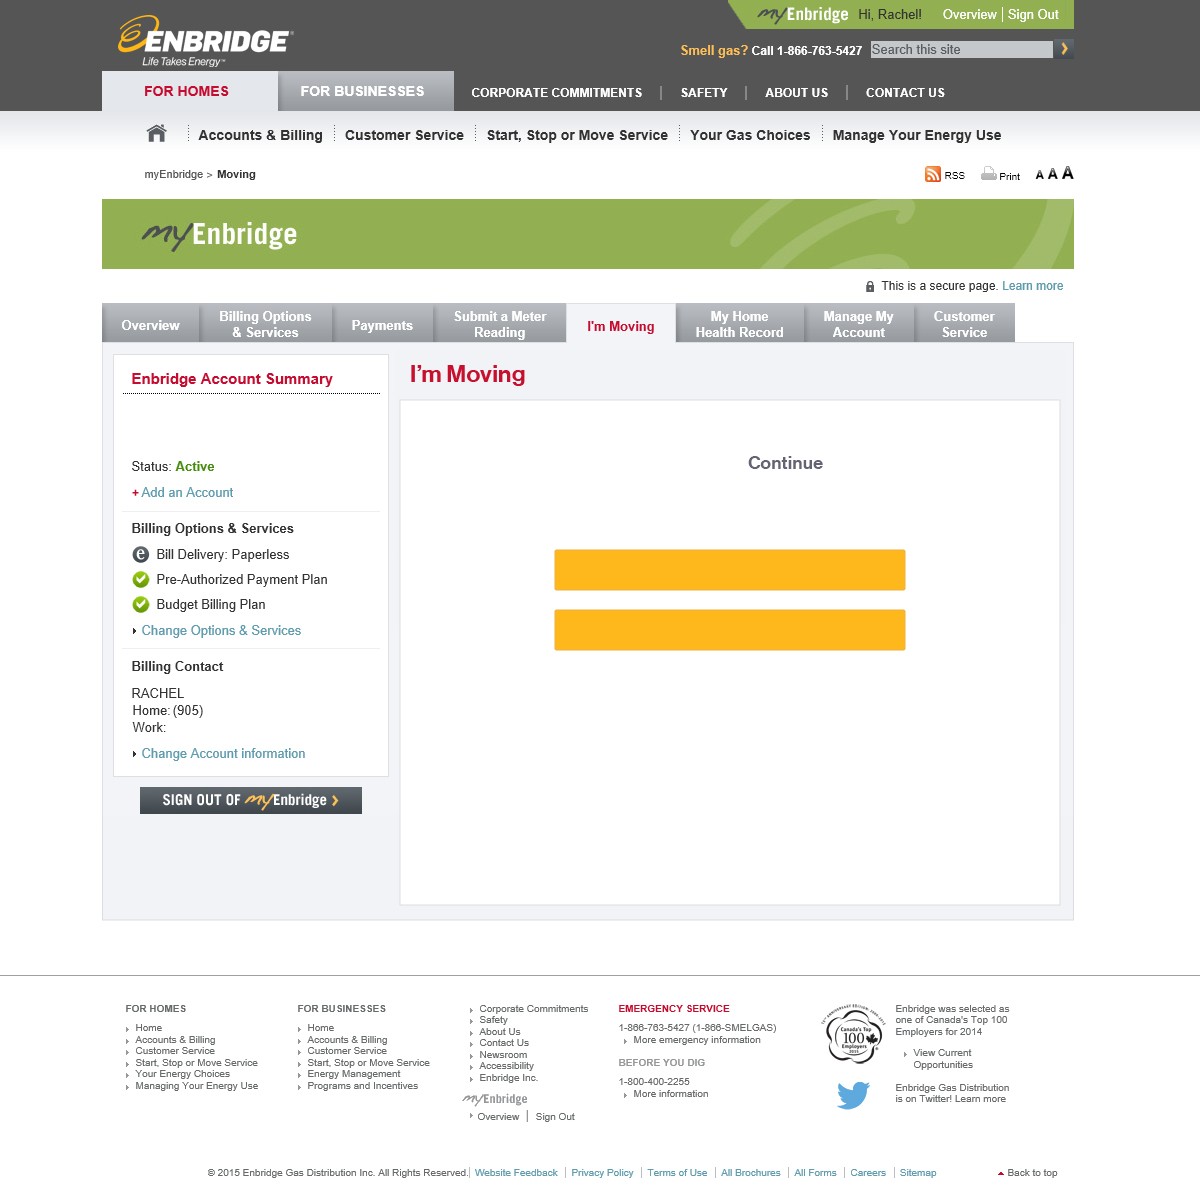 myEnbridge Hi, Rachel! Overview Sign Out
ENBRIDGE
Life Takes Energy™
Smell gas? Call 1-866-763-5427 Search this site
FOR HOMES FOR BUSINESSES CORPORATE COMMITMENTS SAFETY ABOUT US CONTACT US
Accounts & Billing Customer Service Start, Stop or Move Service Your Gas Choices Manage Your Energy Use
myEnbridge > Moving
RSS Print A A A
myEnbridge
This is a secure page. Learn more
Overview
Billing Options
& Services
Payments
Submit a Meter
Reading
I'm Moving
My Home
Health Record
Manage My
Account
Customer
Service
Enbridge Account Summary
Status: Active
+ Add an Account
Billing Options & Services
e Bill Delivery: Paperless
Pre-Authorized Payment Plan
Budget Billing Plan
Change Options & Services
Billing Contact
RACHEL
Home: (905)
Work:
Change Account information
SIGN OUT OF myEnbridge
I'm Moving
Continue
FOR HOMES
Home
Accounts & Billing
Customer Service
Start, Stop or Move Service
Your Energy Choices
Managing Your Energy Use
FOR BUSINESSES
Home
Accounts & Billing
Customer Service
Start, Stop or Move Service
Energy Management
Programs and Incentives
Corporate Commitments
Safety
About Us
Contact Us
Newsroom
Accessibility
Enbridge Inc.
myEnbridge
Overview Sign Out
EMERGENCY SERVICE
1-866-763-5427 (1-866-SMELGAS)
More emergency information
BEFORE YOU DIG
1-800-400-2255
More information
Canada's Top
100
Employers
Enbridge was selected as
one of Canada's Top 100
Employers for 2014
View Current
Opportunities
Enbridge Gas Distribution
is on Twitter! Learn more
© 2015 Enbridge Gas Distribution Inc. All Rights Reserved. Website Feedback Privacy Policy Terms of Use All Brochures All Forms Careers Sitemap Back to top